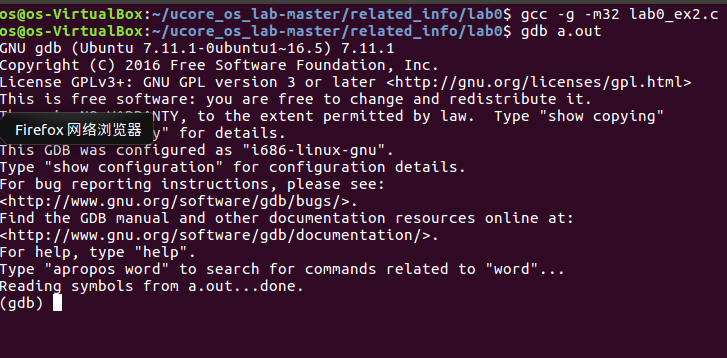 os@os-VirtualBox:~/ucore_os_lab-master/related_info/lab0$ gcc -g -m32 lab0_ex2.c
os@os-VirtualBox:~/ucore_os_lab-master/related_info/lab0$ gdb a.out
GNU gdb (Ubuntu 7.11.1-0ubuntu1~16.5) 7.11.1
Copyright (C) 2016 Free Software Foundation, Inc.
License GPLv3+: GNU GPL version 3 or later <http://gnu.org/licenses/gpl.html>
This is free software: you are free to change and redistribute it.
to the extent permitted by law.  Type "show copying"
Firefox 网络浏览器
y" for details.
This GDB was configured as "i686-linux-gnu".
Type "show configuration" for configuration details.
For bug reporting instructions, please see:
<http://www.gnu.org/software/gdb/bugs/>.
Find the GDB manual and other documentation resources online at:
<http://www.gnu.org/software/gdb/documentation/>.
For help, type "help".
Type "apropos word" to search for commands related to "word"...
Reading symbols from a.out...done.
(gdb)